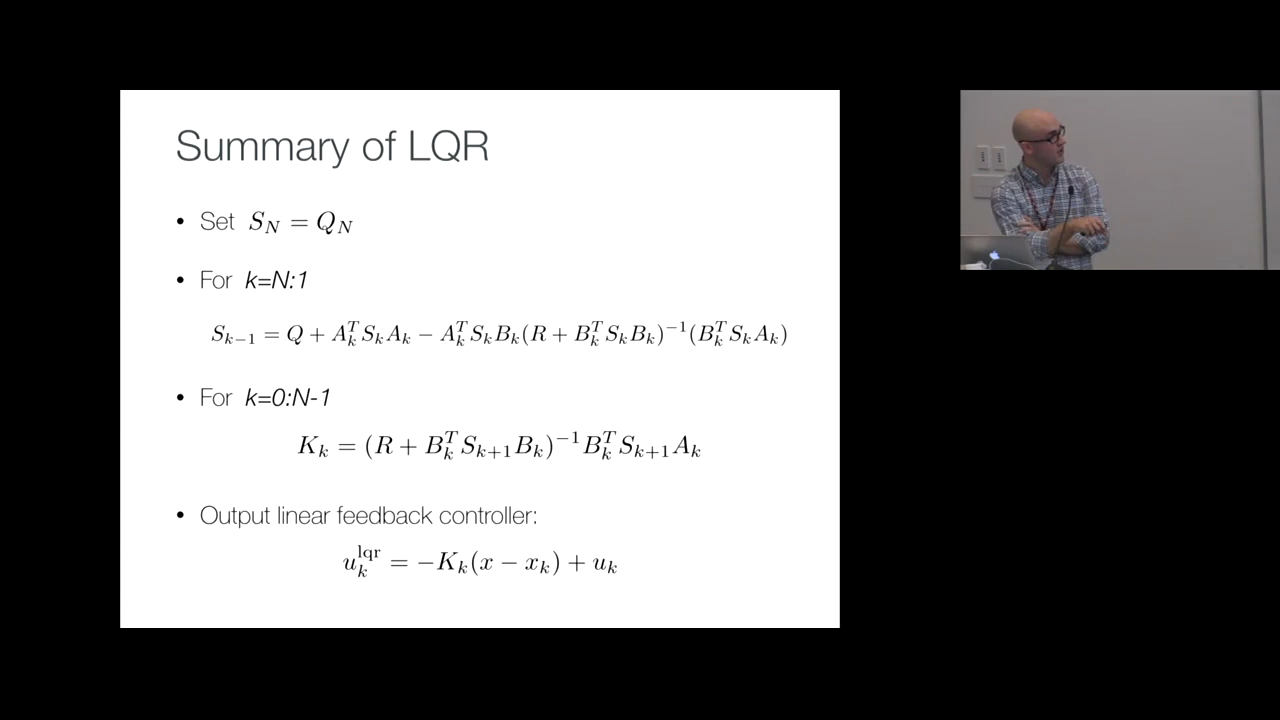 Summary of LQR
• Set $S_N = Q_N$
• For k=N:1
$S_{k-1} = Q + A_k^T S_k A_k - A_k^T S_k B_k (R + B_k^T S_k B_k)^{-1} (B_k^T S_k A_k)$
• For k=0:N-1
$K_k = (R + B_k^T S_{k+1} B_k)^{-1} B_k^T S_{k+1} A_k$
• Output linear feedback controller:
$u_k^{\text{lqr}} = -K_k (x - x_k) + u_k$